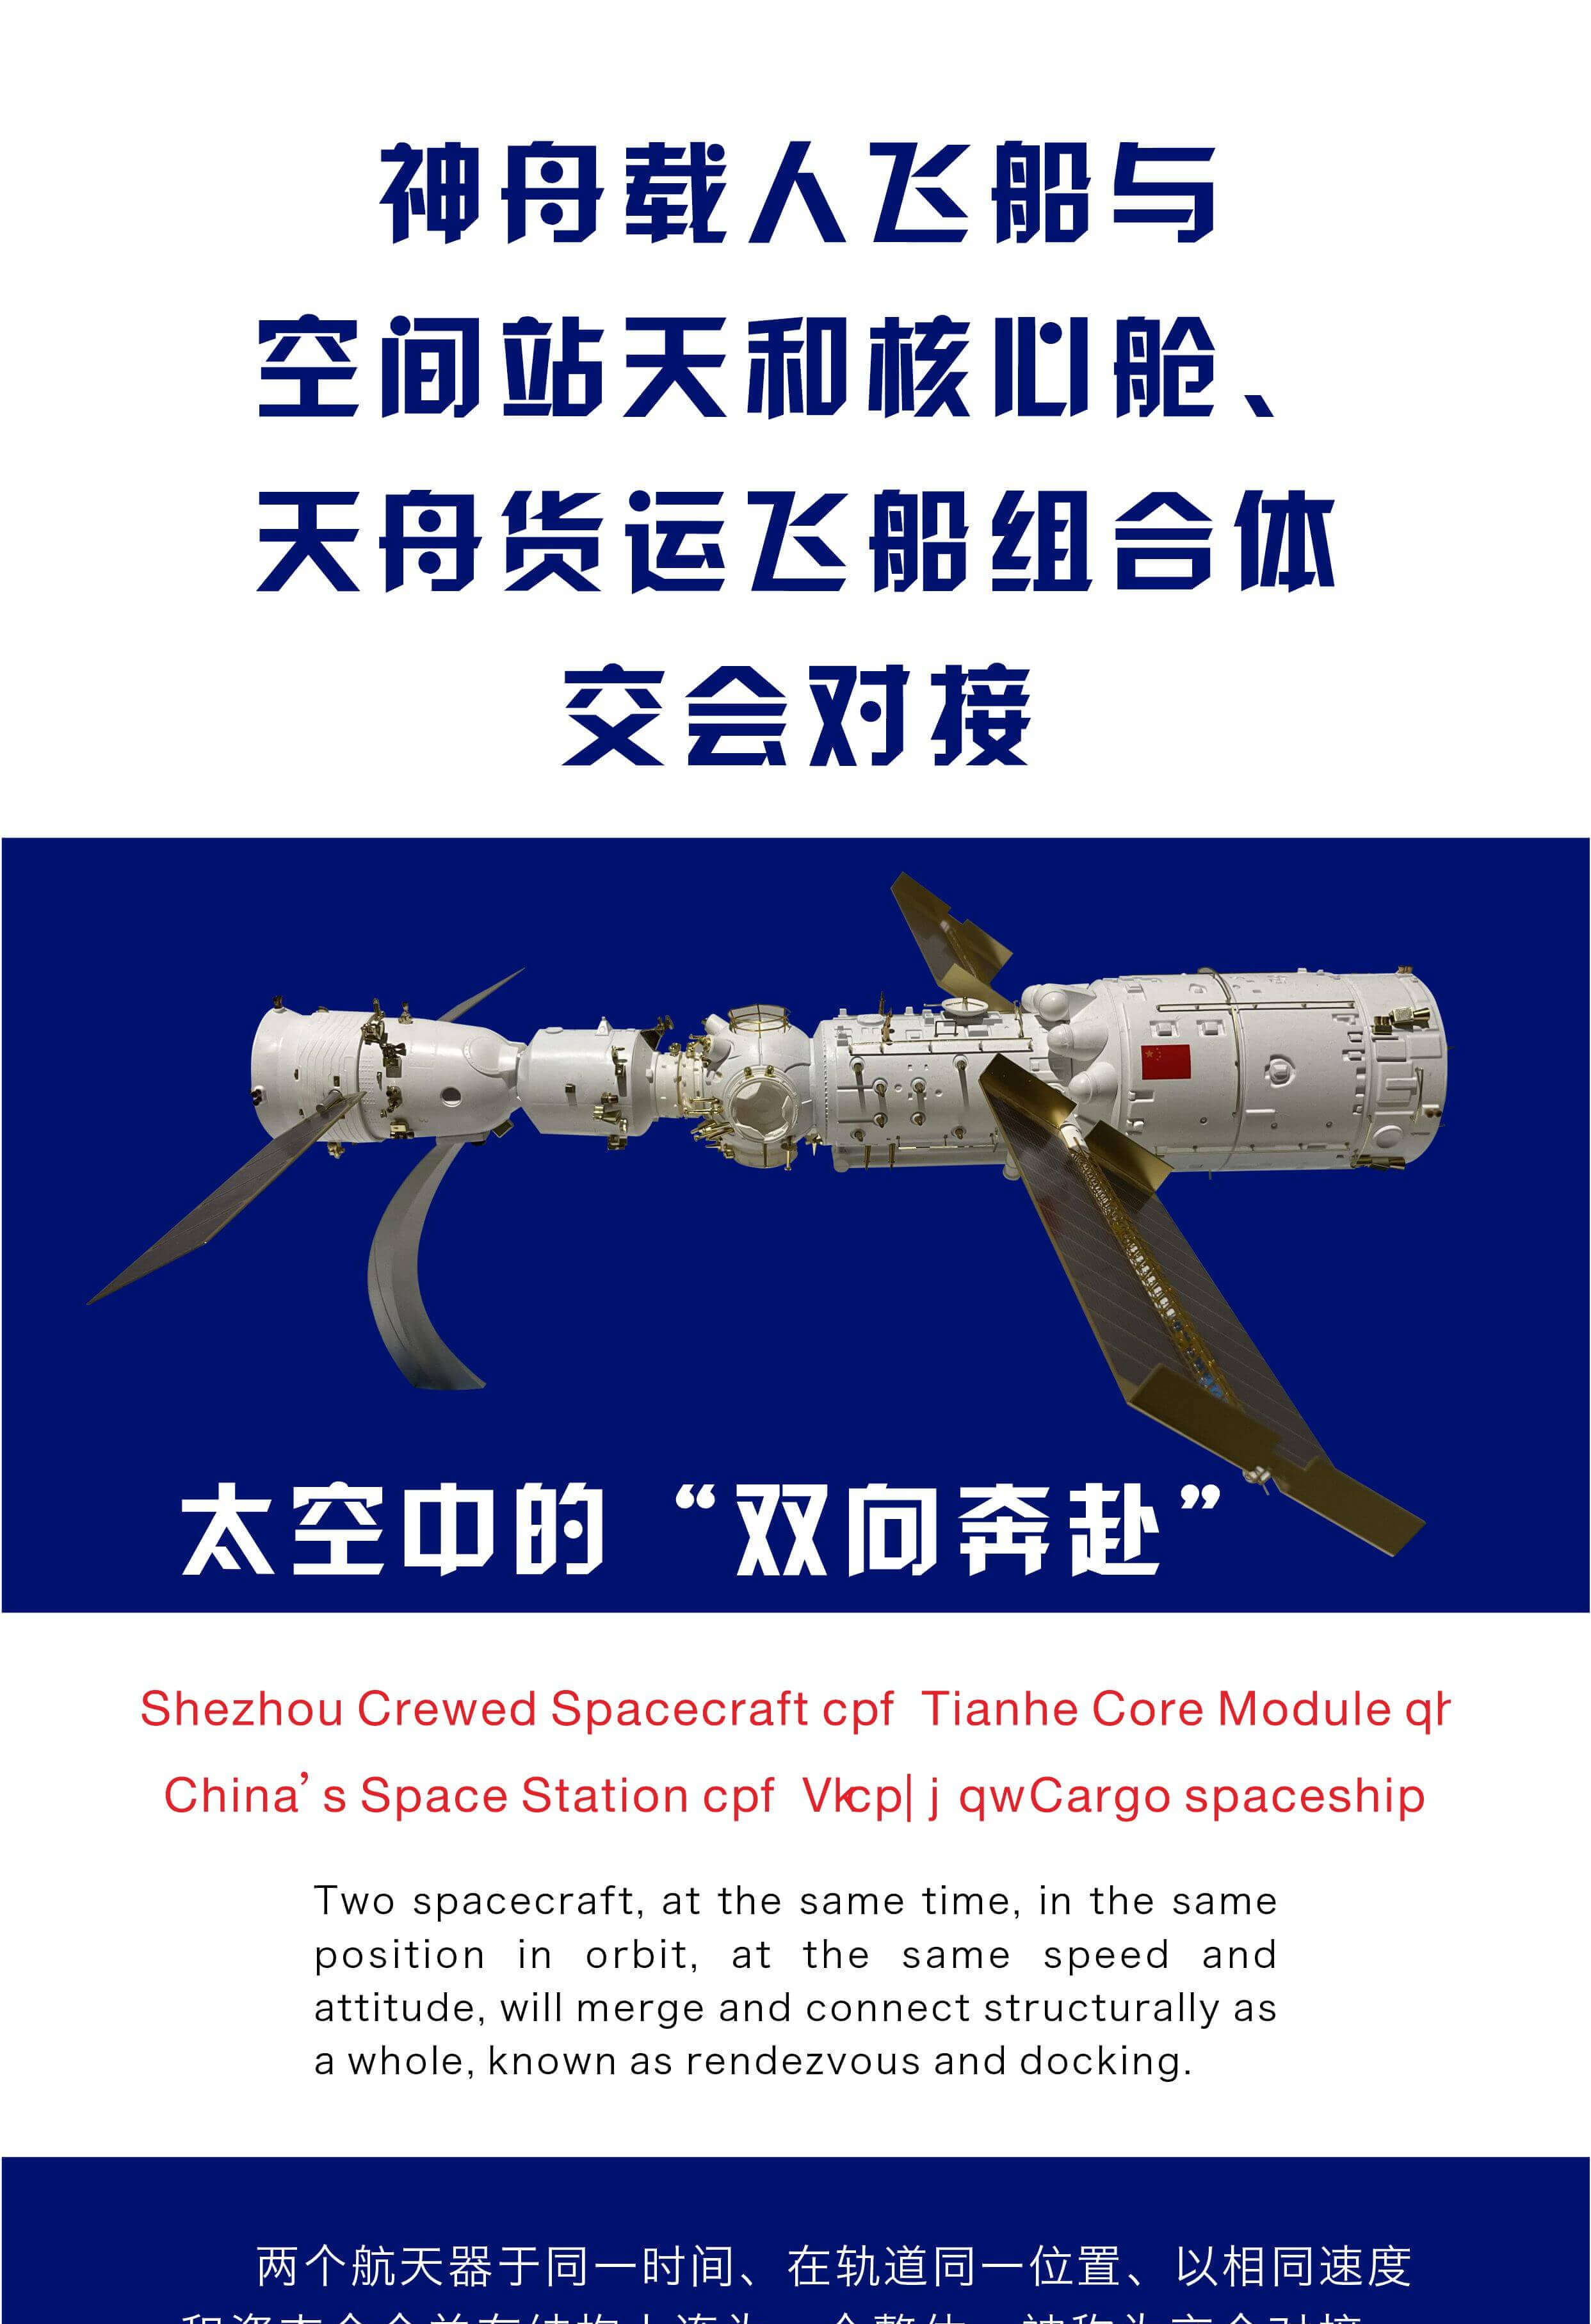 神舟载人飞船与
空间站天和核心舱、
天舟货运飞船组合体
交会对接
太空中的“双向奔赴”
Shezhou Crewed Spacecraft cpf Tianhe Core Module qh
China’s Space Station cpf Vkcp| j qwCargo spaceship
Two spacecraft, at the same time, in the same
position in orbit, at the same speed and
attitude, will merge and connect structurally as
a whole, known as rendezvous and docking.
两个航天器于同一时间、在轨道同一位置、以相同速度